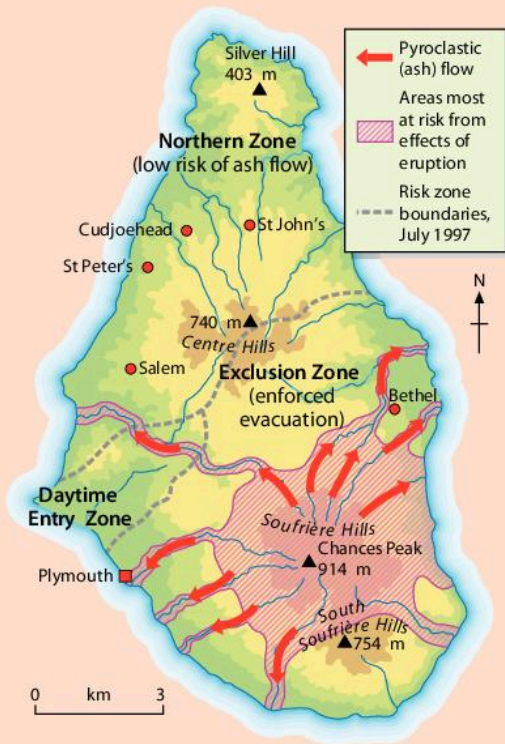 Silver Hill
403 m
Northern Zone
(low risk of ash flow)
Cudjoehead
St John's
St Peter's
740 m
Centre Hills
Salem
Exclusion Zone
(enforced
evacuation)
Bethel
Daytime
Entry Zone
Soufrière Hills
Chances Peak
914 m
Plymouth
South
Soufrière Hills
754 m
0 km 3
Pyroclastic
(ash) flow
Areas most
at risk from
effects of
eruption
Risk zone
boundaries,
July 1997
N